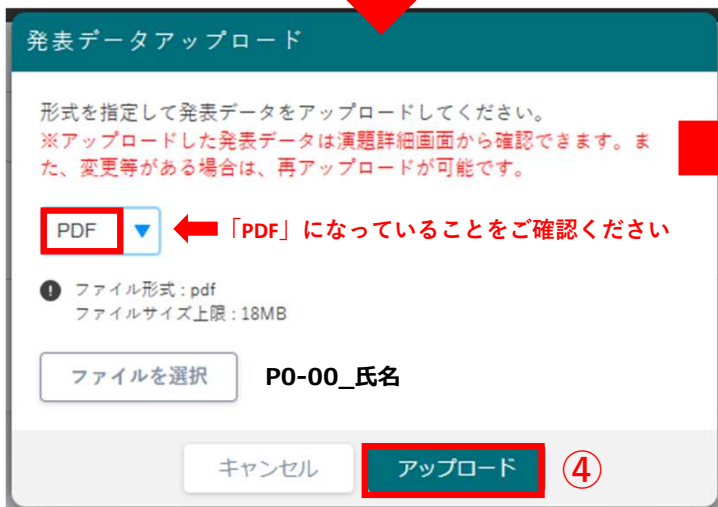 発表データアップロード
形式を指定して発表データをアップロードしてください。
※アップロードした発表データは演題詳細画面から確認できます。ま
た、変更等がある場合は、再アップロードが可能です。
PDF 「PDF」になっていることをご確認ください
ファイル形式 : pdf
ファイルサイズ上限 : 18MB
ファイルを選択 P0-00_氏名
キャンセル アップロード ④